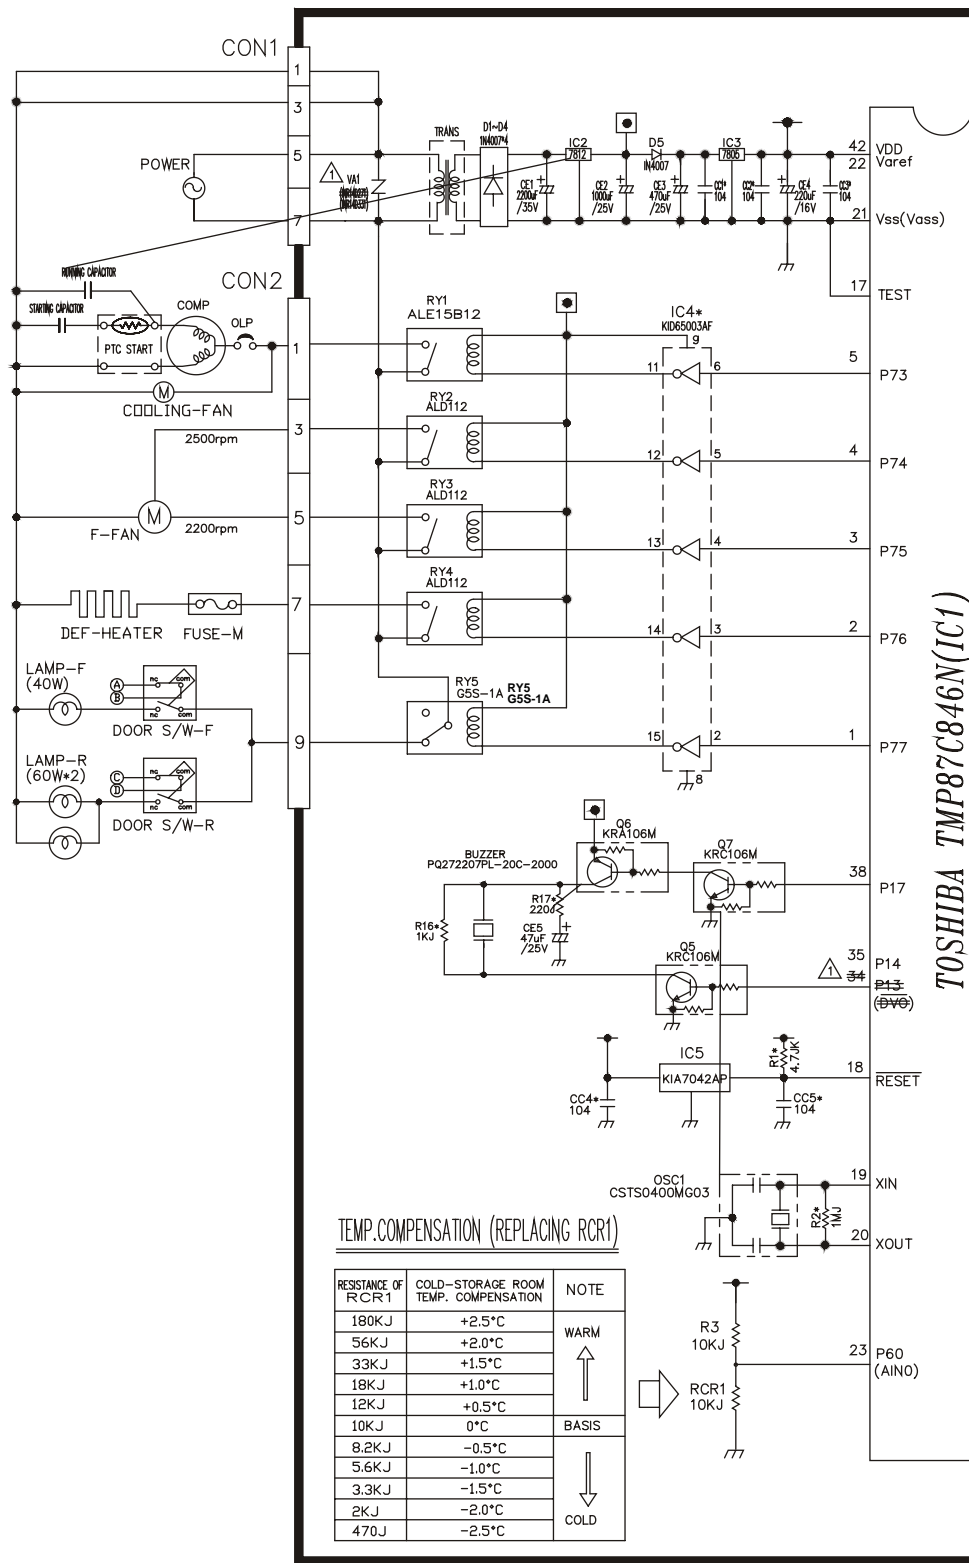 CON1
1
3
5
7
POWER
1
VA1
TRANS
D1~D4
1N4007*4
IC2
7812
D5
1N4007
IC3
7805
CE1
2200uF
/35V
CE2
1000uF
/25V
CE3
470uF
/25V
CC1*
104
CC2*
104
CE4
220uF
/16V
CC3*
104
42
VDD
22
Varef
21
Vss(Vass)
17
TEST
RUNNING CAPACITOR
STARTING CAPACITOR
PTC START
COMP
OLP
CON2
1
3
5
7
9
M
COOLING-FAN
2500rpm
M
F-FAN
2200rpm
DEF-HEATER
FUSE-M
LAMP-F
(40W)
A
B
nc
com
nc
com
DOOR S/W-F
LAMP-R
(60W*2)
C
D
nc
com
nc
com
DOOR S/W-R
RY1
ALE15B12
RY2
ALD112
RY3
ALD112
RY4
ALD112
RY5
G5S-1A
RY5
G5S-1A
IC4*
KID65003AF
9
11
6
12
5
13
4
14
3
15
2
8
5
P73
4
P74
3
P75
2
P76
1
P77
TOSHIBA TMP87C846N(IC1)
BUZZER
PQ272207PL-20C-2000
R16*
1KJ
R17*
CE5
47uF
/25V
Q6
KRA106M
Q7
KRC106M
38
P17
Q5
KRC106M
1
35
P14
34
P13
(DVO)
IC5
KIA7042AP
CC4*
104
R1*
4.7JK
CC5*
104
18
RESET
OSC1
CSTS0400MG03
R2*
1MJ
19
XIN
20
XOUT
R3
10KJ
RCR1
10KJ
23
P60
(AIN0)
TEMP.COMPENSATION (REPLACING RCR1)
RESISTANCE OF RCR1
COLD-STORAGE ROOM TEMP. COMPENSATION
NOTE
180KJ +2.5°C
56KJ +2.0°C
WARM
33KJ +1.5°C
18KJ +1.0°C
12KJ +0.5°C
10KJ 0°C BASIS
8.2KJ -0.5°C
5.6KJ -1.0°C
3.3KJ -1.5°C
2KJ -2.0°C
COLD
470J -2.5°C